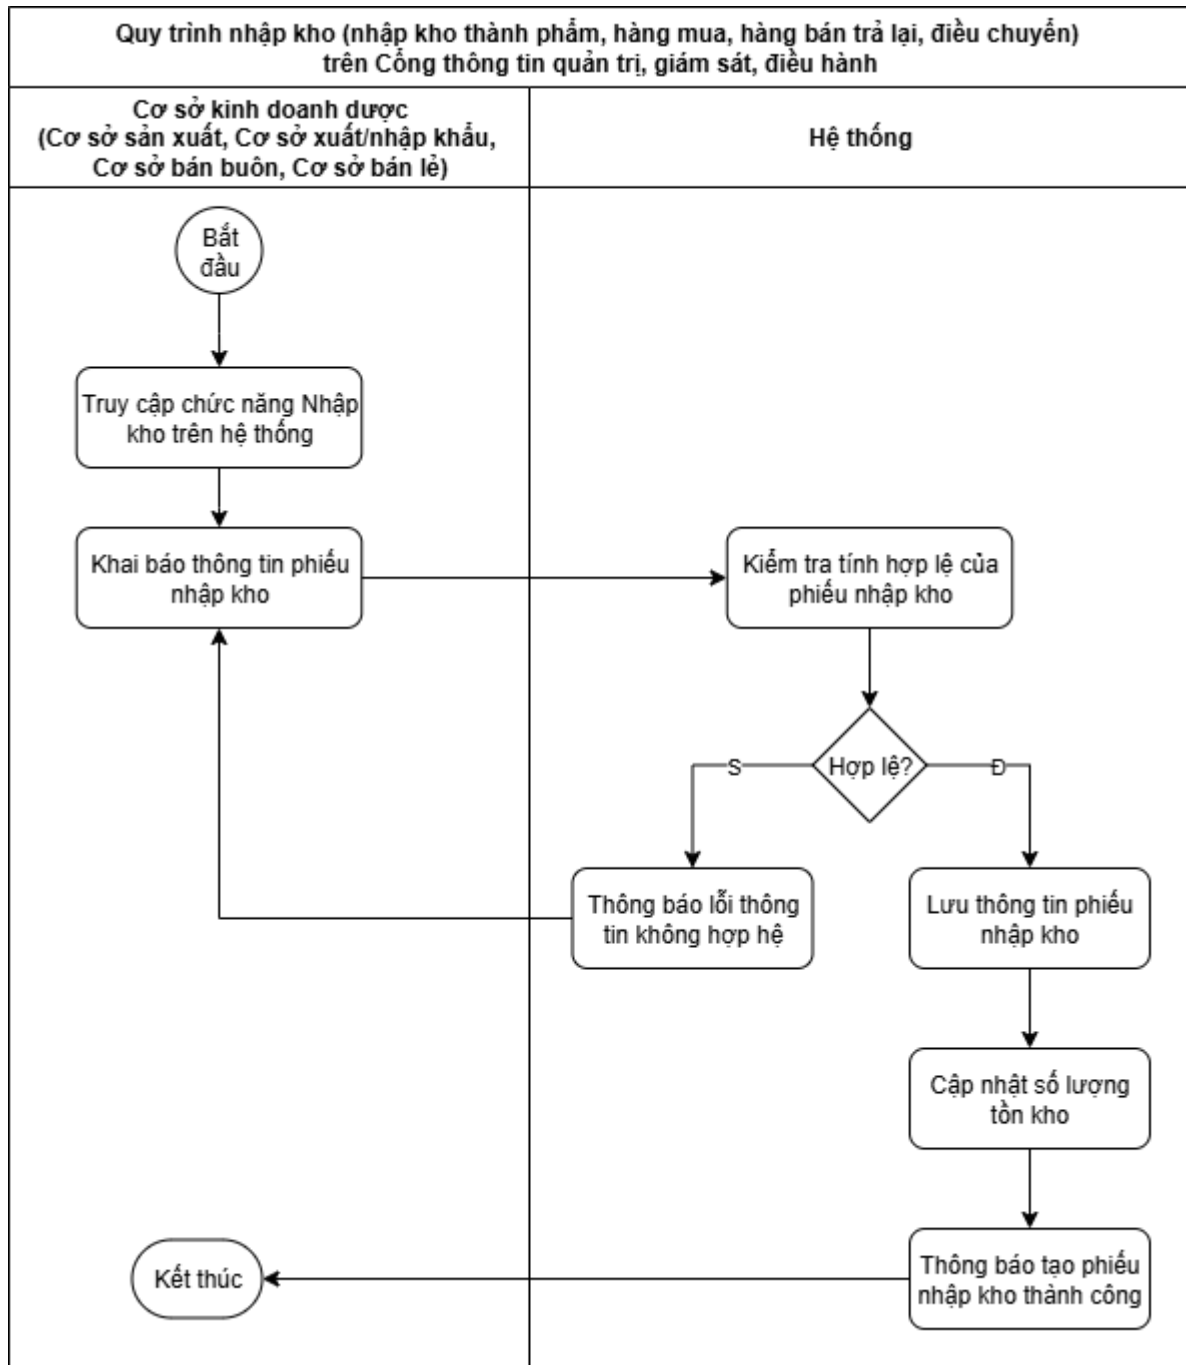 Quy trình nhập kho (nhập kho thành phẩm, hàng mua, hàng bán trả lại, điều chuyển)
trên Cổng thông tin quản trị, giám sát, điều hành
Cơ sở kinh doanh dược
(Cơ sở sản xuất, Cơ sở xuất/nhập khẩu,
Cơ sở bán buôn, Cơ sở bán lẻ)
Hệ thống
Bắt
đầu
Truy cập chức năng Nhập
kho trên hệ thống
Khai báo thông tin phiếu
nhập kho
Kiểm tra tính hợp lệ của
phiếu nhập kho
Hợp lệ?
S
Đ
Thông báo lỗi thông
tin không hợp hệ
Lưu thông tin phiếu
nhập kho
Cập nhật số lượng
tồn kho
Thông báo tạo phiếu
nhập kho thành công
Kết thúc